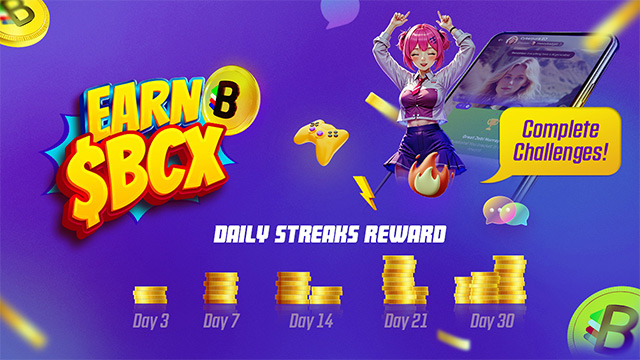 EARN B
$BCX
Complete
Challenges!
DAILY STREAKS REWARD
Day 3 Day 7 Day 14 Day 21 Day 30